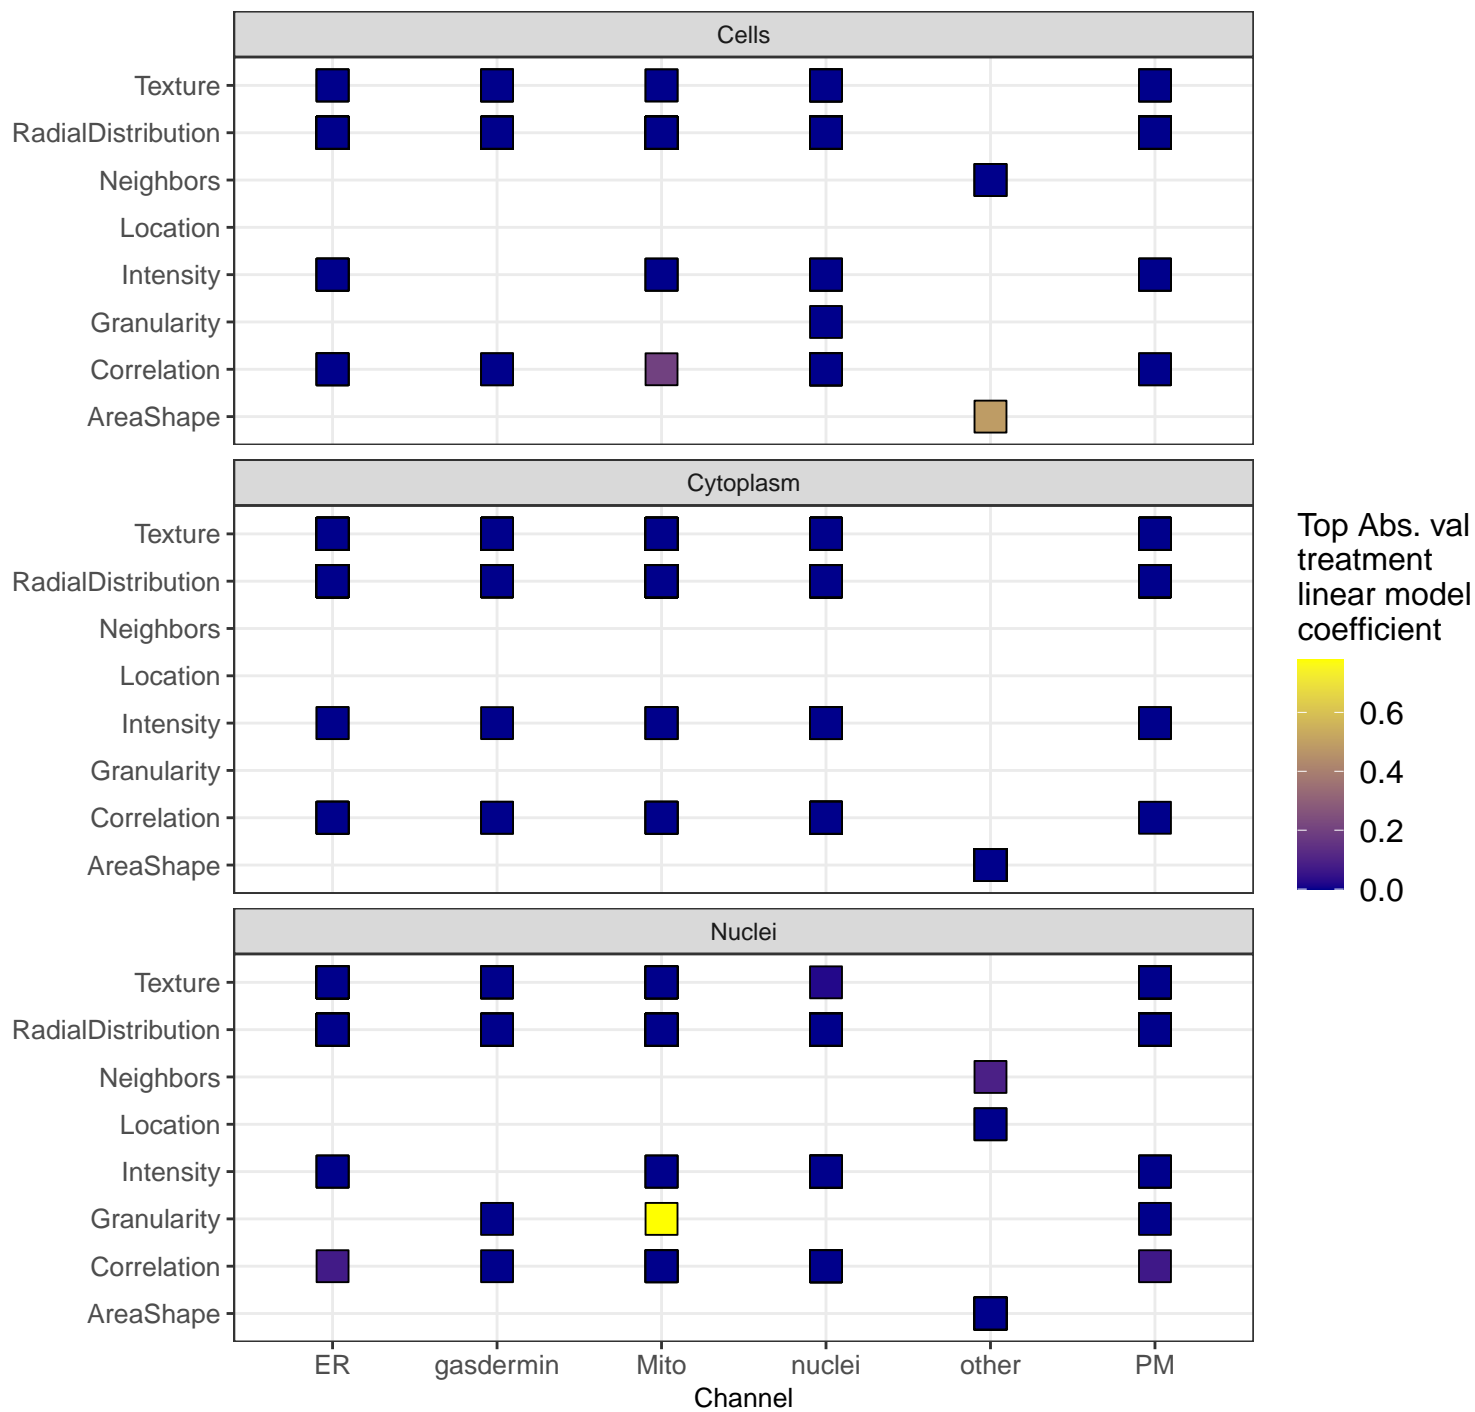 Cells
Texture
RadialDistribution
Neighbors
Location
Intensity
Granularity
Correlation
AreaShape
Cytoplasm
Texture
RadialDistribution
Neighbors
Location
Intensity
Granularity
Correlation
AreaShape
Nuclei
Texture
RadialDistribution
Neighbors
Location
Intensity
Granularity
Correlation
AreaShape
ER gasdermin Mito nuclei other PM
Channel
Top Abs. val
treatment
linear model
coefficient
0.6
0.4
0.2
0.0